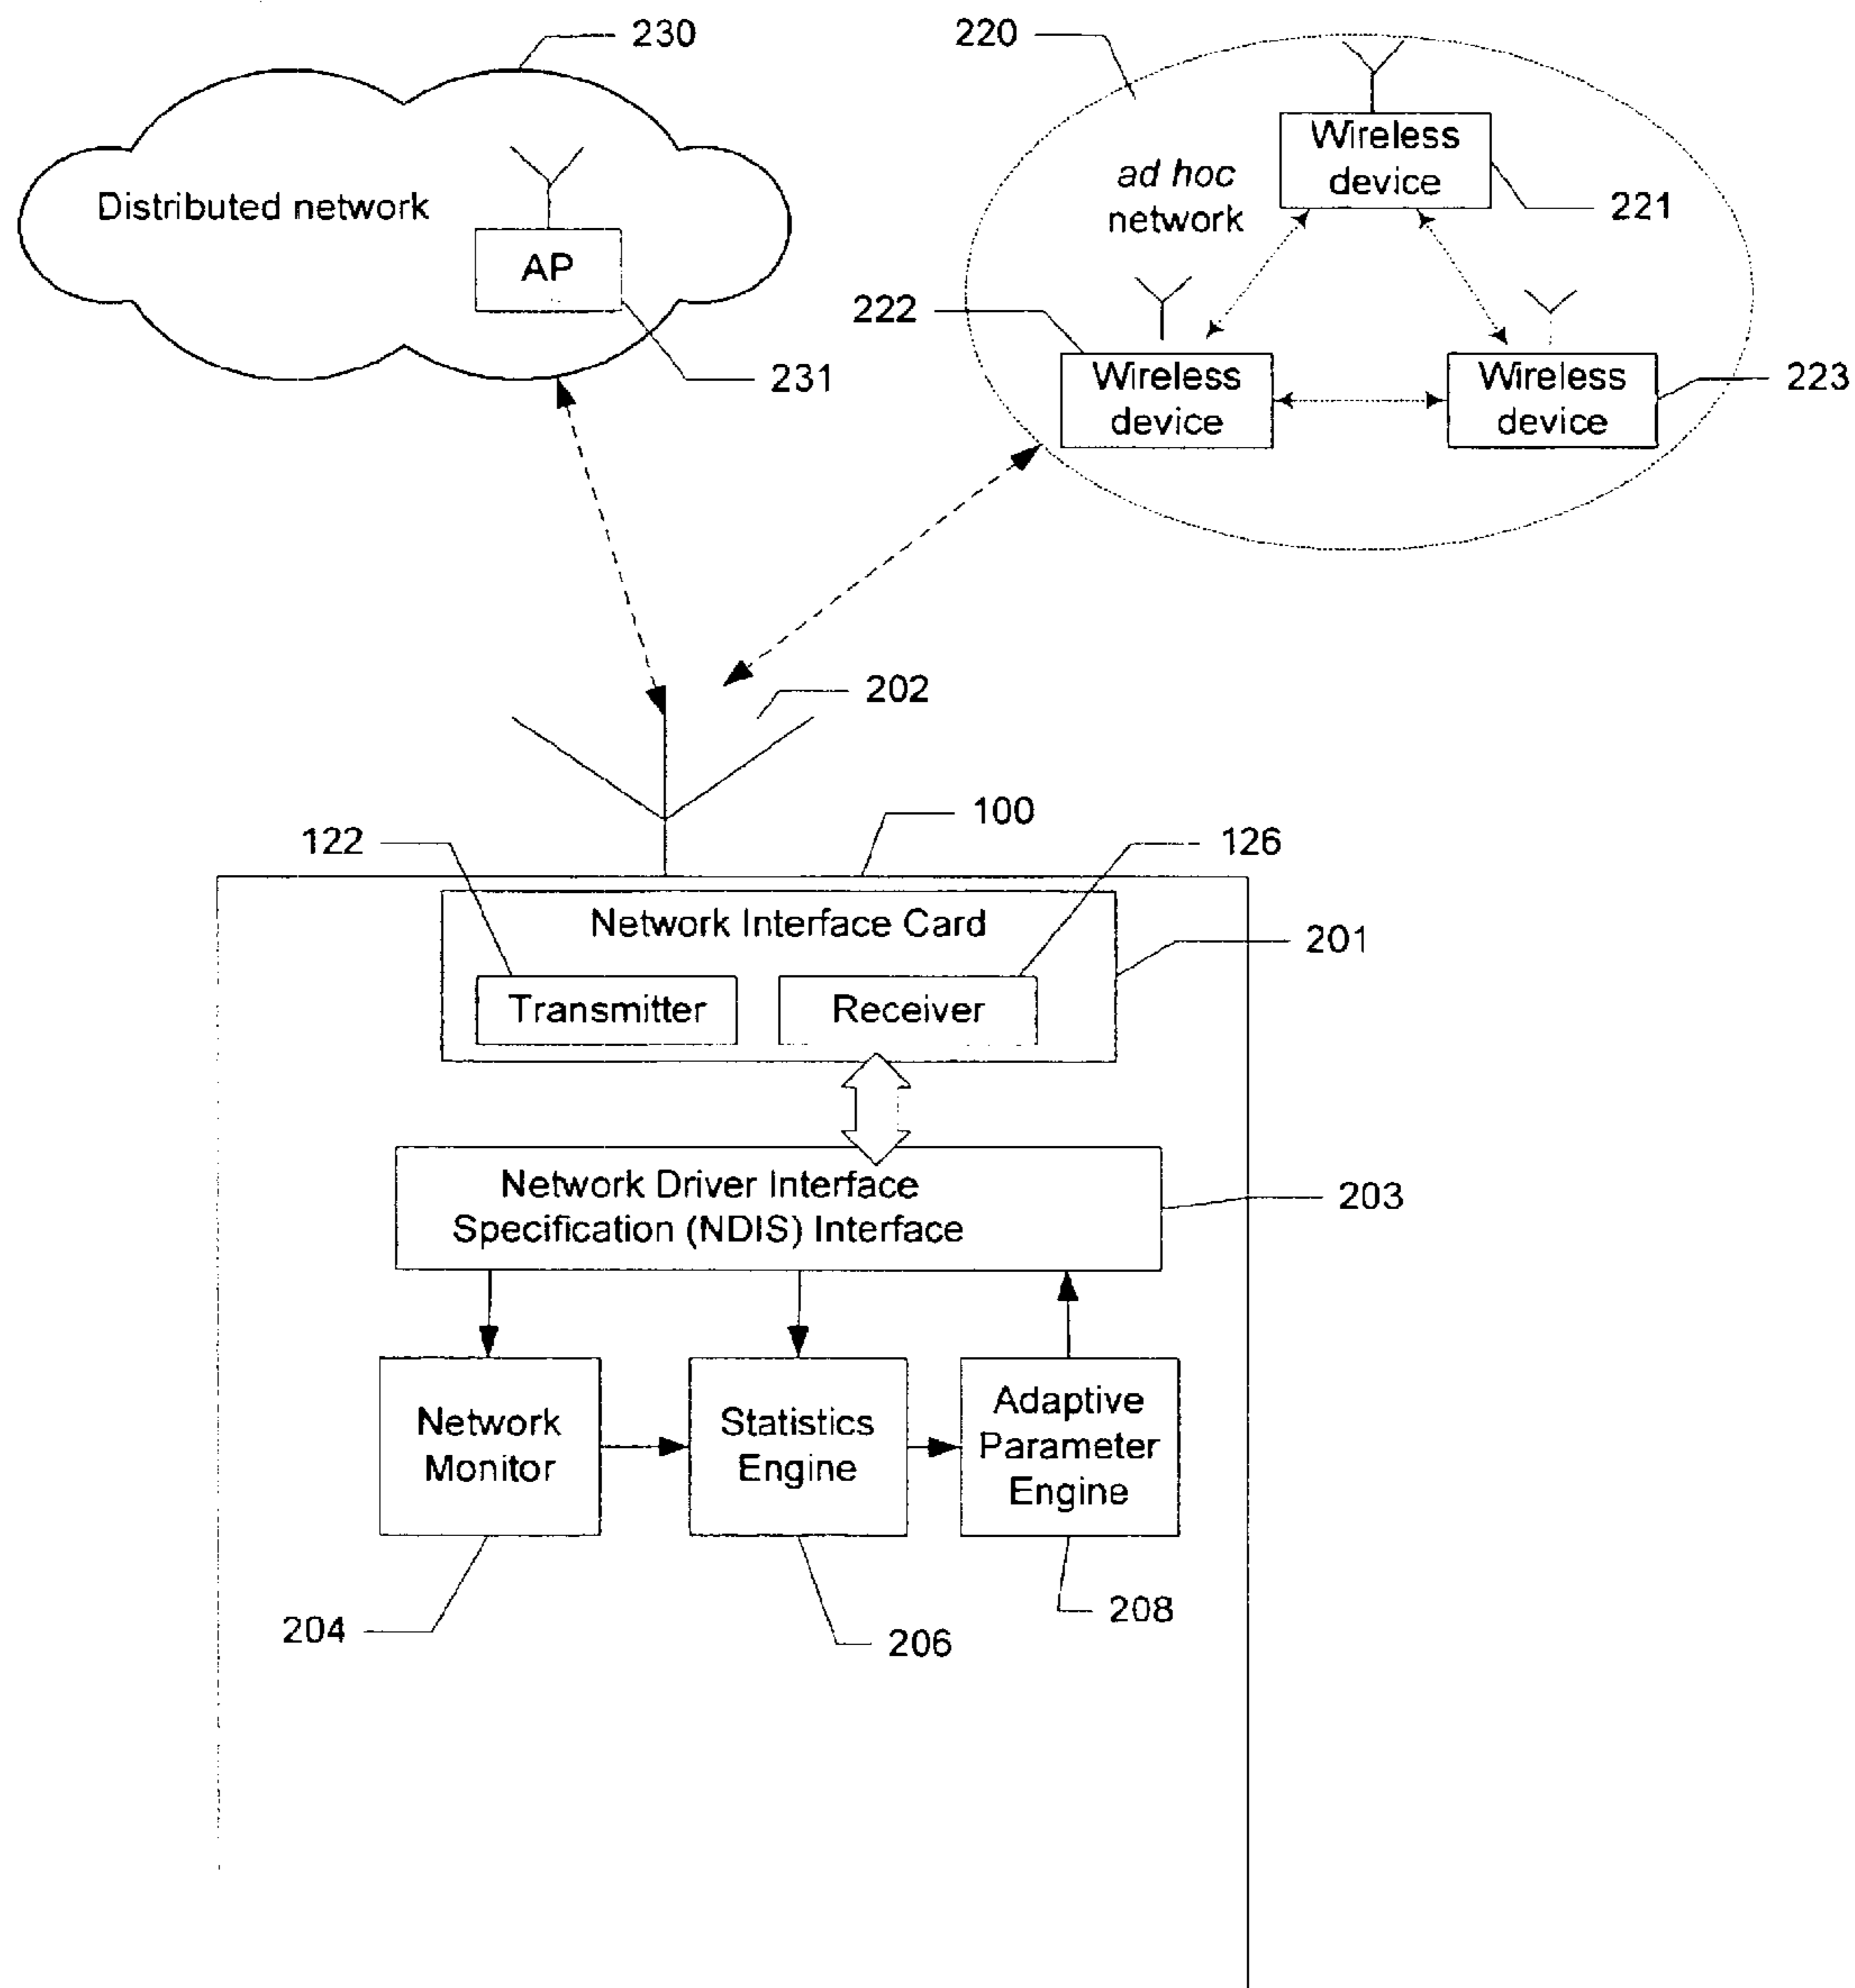 230
220
Wireless
device
ad hoc
network
221
Distributed network
AP
222
231
Wireless
device
Wireless
device
223
202
100
122
126
Network Interface Card
201
Transmitter
Receiver
Network Driver Interface
Specification (NDIS) Interface
203
Network
Monitor
Statistics
Engine
Adaptive
Parameter
Engine
204
206
208